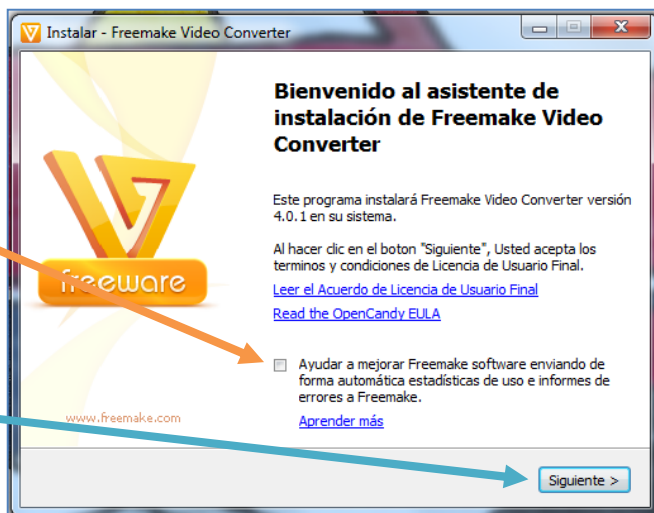 Instalar - Freemake Video Converter
Bienvenido al asistente de
instalación de Freemake Video
Converter
Este programa instalará Freemake Video Converter versión
4.0.1 en su sistema.
Al hacer clic en el boton "Siguiente", Usted acepta los
terminos y condiciones de Licencia de Usuario Final.
freeware
Leer el Acuerdo de Licencia de Usuario Final
Read the OpenCandy EULA
Ayudar a mejorar Freemake software enviando de
forma automática estadísticas de uso e informes de
errores a Freemake.
www.freemake.com
Aprender más
Siguiente >